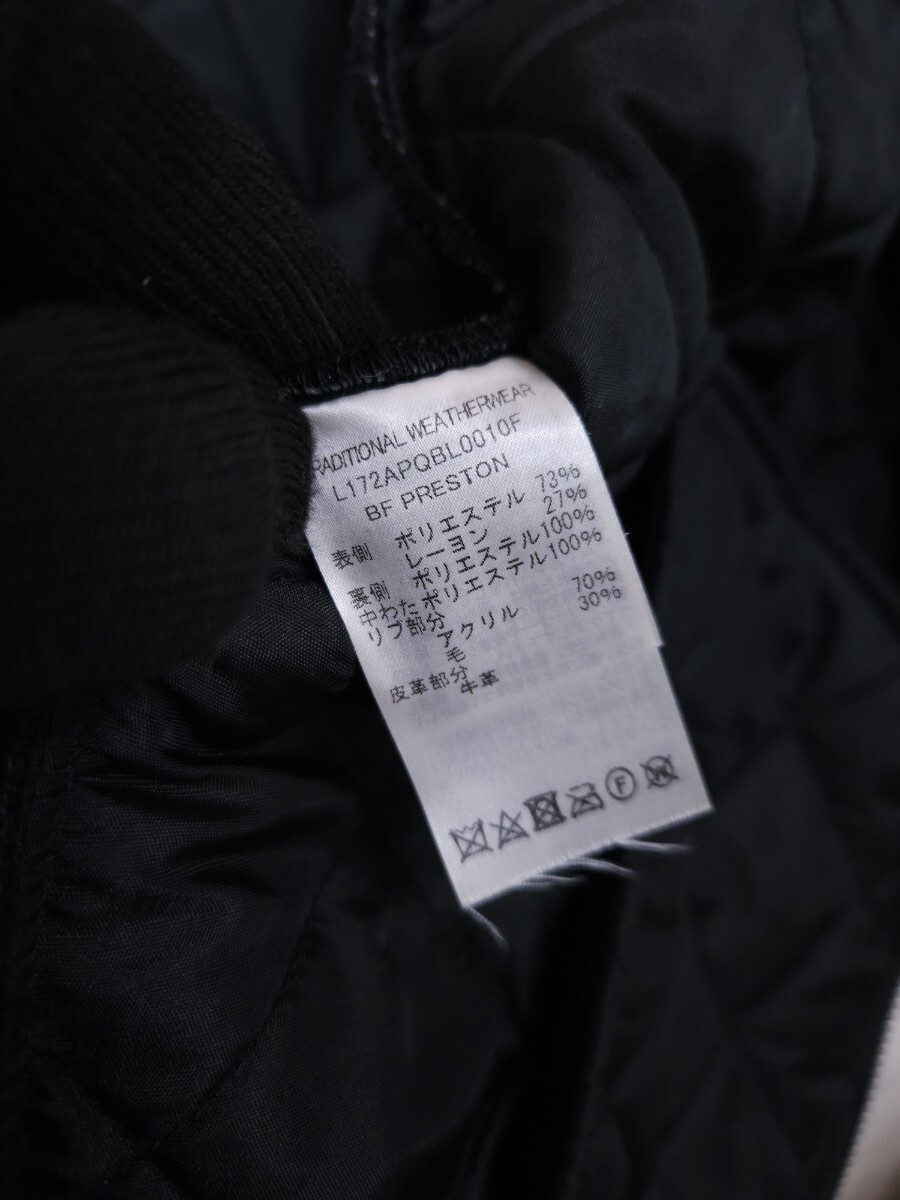 TRADITIONAL WEATHERWEAR
L172APQBL0010F
BF PRESTON
表側 ポリエステル 73%
レーヨン 27%
裏側 ポリエステル100%
中わた ポリエステル100%
リブ部分
アクリル 70%
毛 30%
皮革部分
牛革
F
W